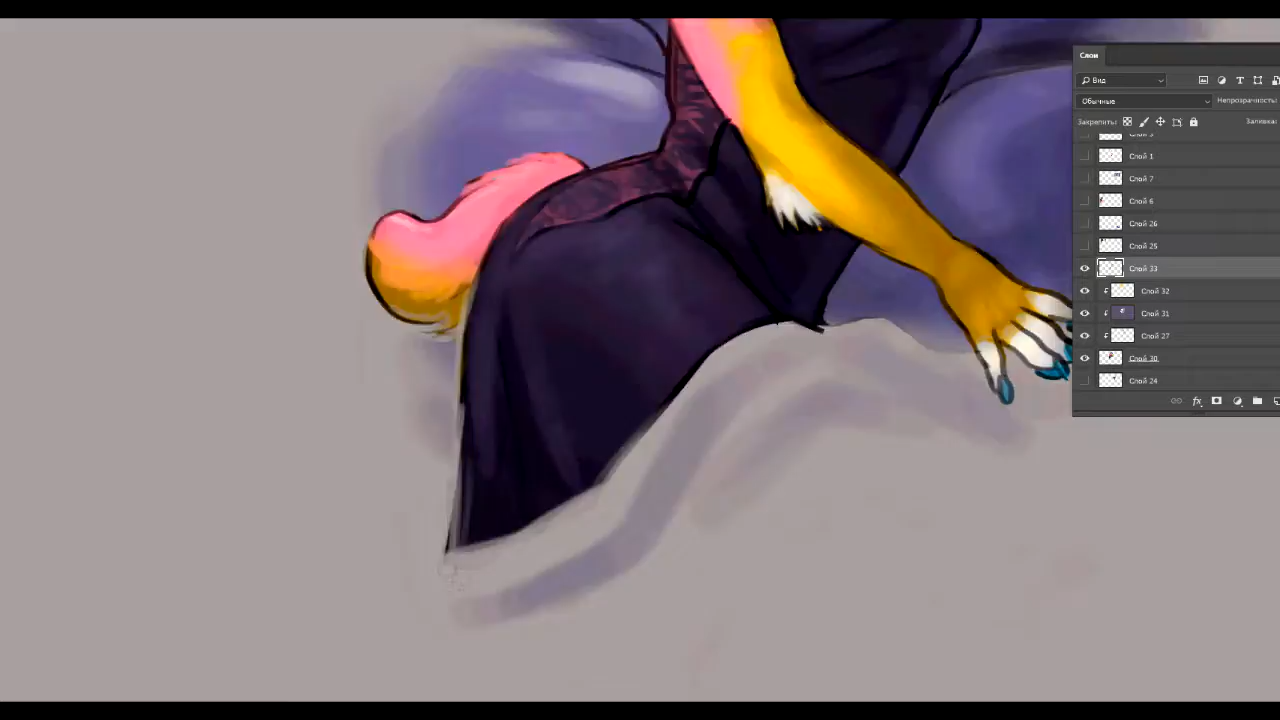 Слои
Вид
Обычные
Непрозрачность:
Закрепить:
Заливка:
Слой 1
Слой 7
Слой 6
Слой 26
Слой 25
Слой 33
Слой 32
Слой 31
Слой 27
Слой 30
Слой 24
fx